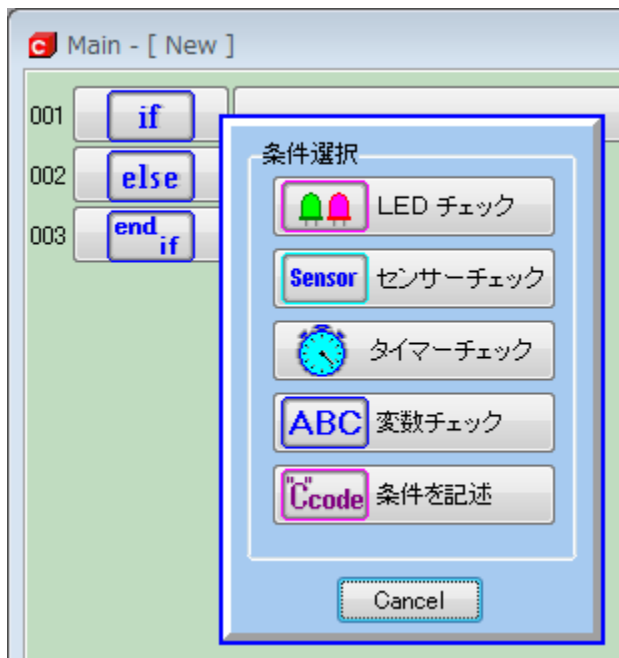 C Main - [ New ]
001 if
002 else
003 end if
条件選択
LED チェック
Sensor センサーチェック
タイマーチェック
ABC 変数チェック
"C" code 条件を記述
Cancel